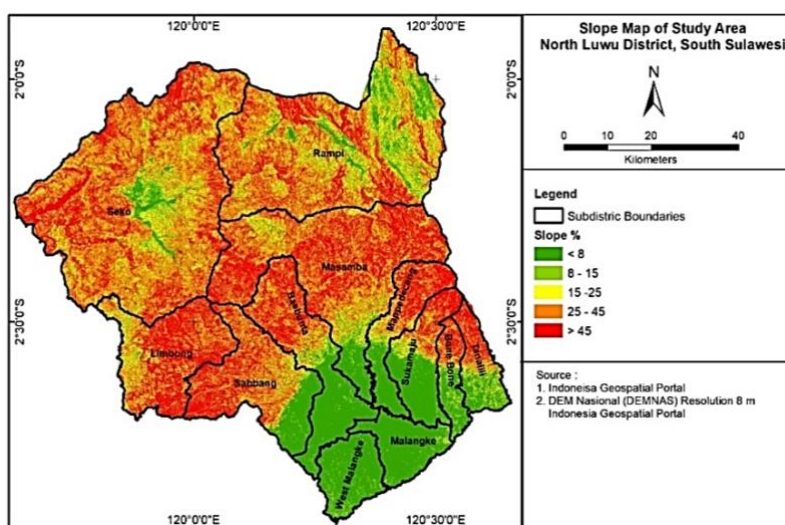 120°0'0"E
120°30'0"E
Slope Map of Study Area
North Luwu District, South Sulawesi
2°0'0"S
2°0'0"S
N
0 10 20 40
Kilometers
Rampi
Seko
Masamba
Mappedeceng
Limbong
Sabbang
Sukamaju
Bone-Bone
Malangke
West Malangke
2°30'0"S
2°30'0"S
120°0'0"E
120°30'0"E
Legend
Subdistric Boundaries
Slope %
< 8
8 - 15
15 -25
25 - 45
> 45
Source :
1. Indoneisa Geospatial Portal
2. DEM Nasional (DEMNAS) Resolution 8 m
Indonesia Geospatial Portal